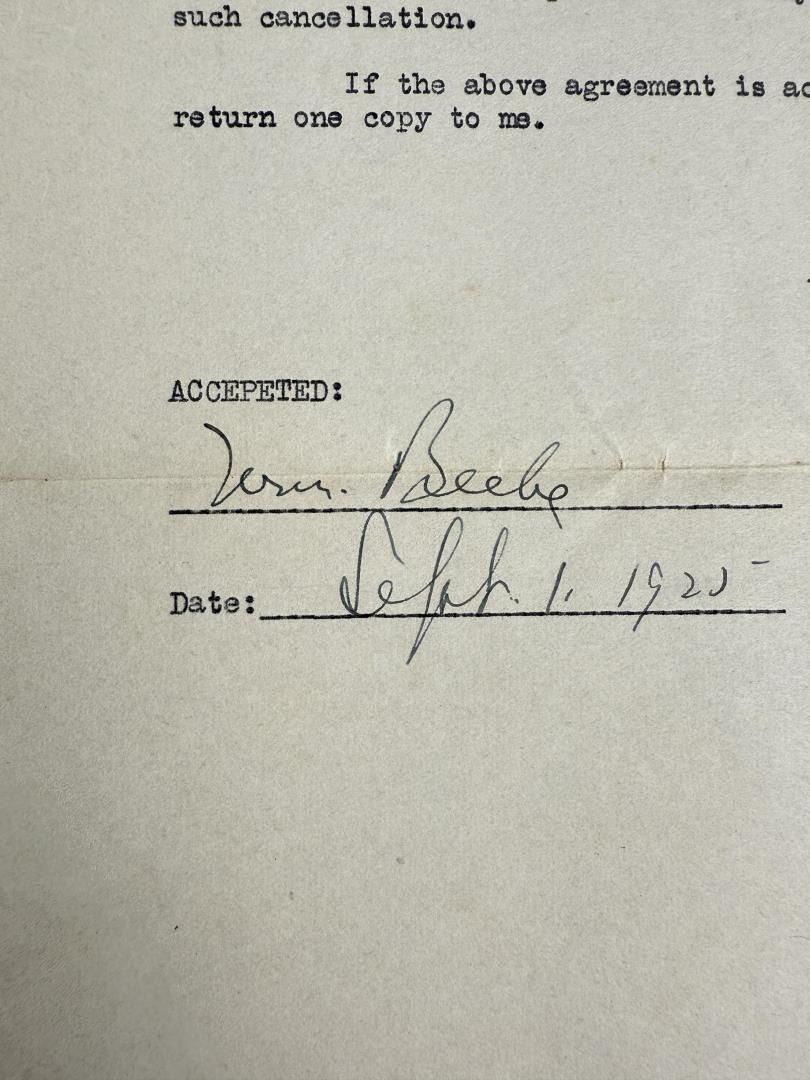 such cancellation.
If the above agreement is ac
return one copy to me.
ACCEPETED:
Wm. Beebe
Date: Sept. 1. 1925